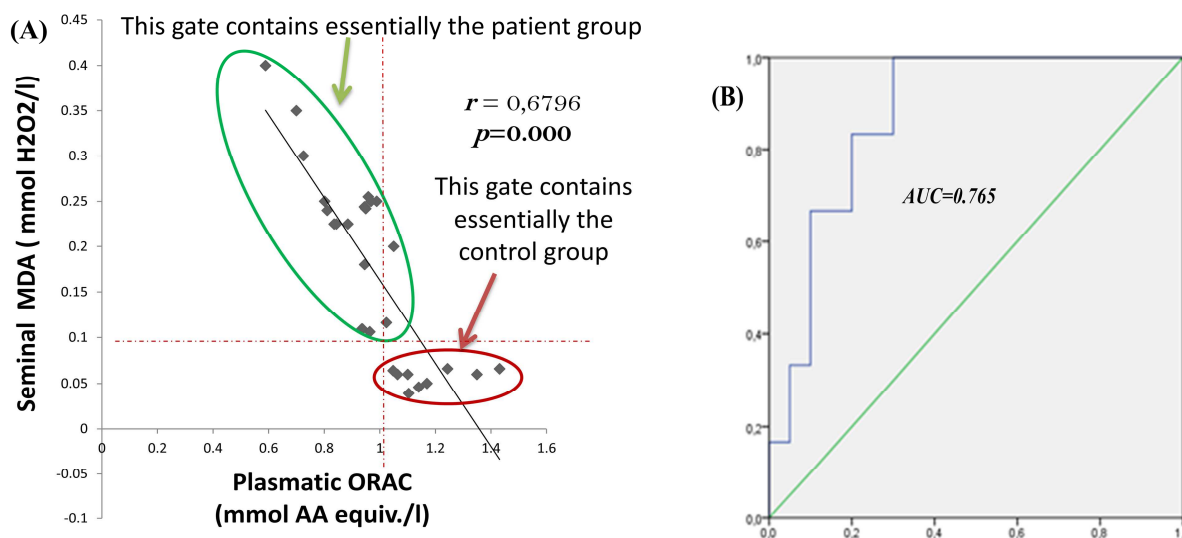 (A)
This gate contains essentially the patient group
r = 0,6796
p=0.000
This gate contains
essentially the
control group
Seminal MDA ( mmol H2O2/l )
0.45
0.4
0.35
0.3
0.25
0.2
0.15
0.1
0.05
0
-0.05
-0.1
0 0.2 0.4 0.6 0.8 1 1.2 1.4 1.6
Plasmatic ORAC
(mmol AA equiv./l)
(B)
AUC=0.765
1,0
0,8
0,6
0,4
0,2
0,0
0.0 0.2 0.4 0.6 0.8